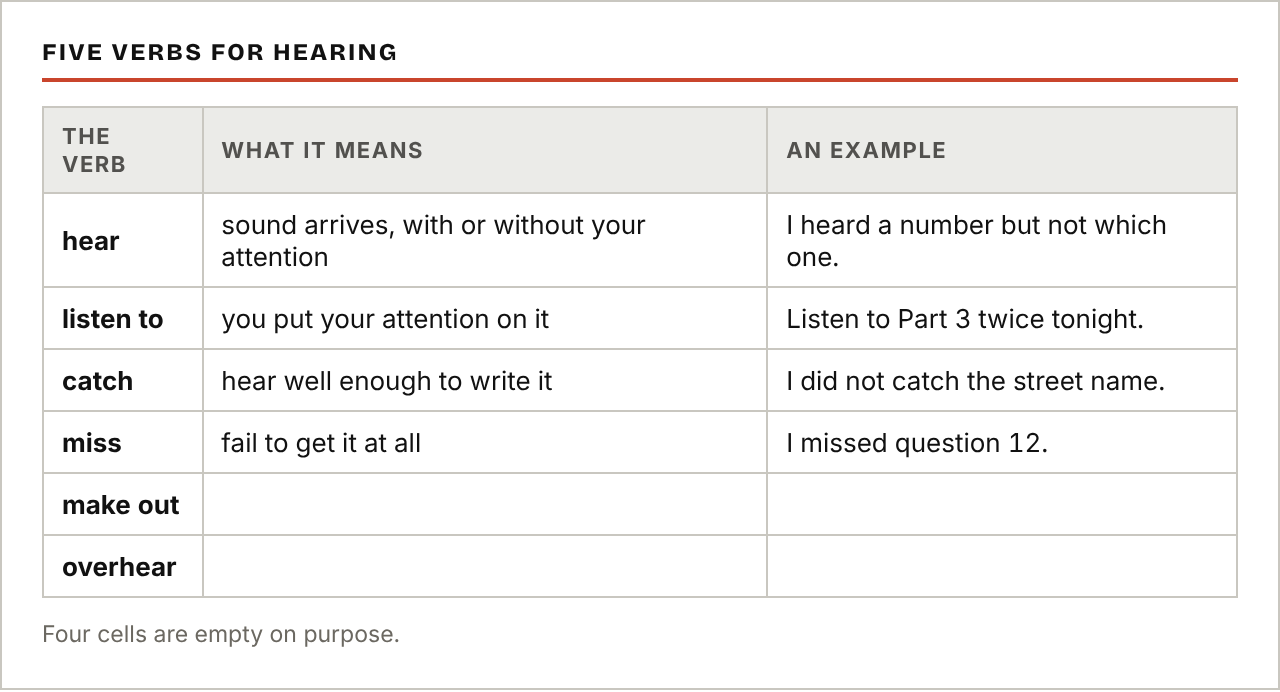 FIVE VERBS FOR HEARING
THE
VERB
WHAT IT MEANS
AN EXAMPLE
hear
sound arrives, with or without your
attention
I heard a number but not which
one.
listen to
you put your attention on it
Listen to Part 3 twice tonight.
catch
hear well enough to write it
I did not catch the street name.
miss
fail to get it at all
I missed question 12.
make out
overhear
Four cells are empty on purpose.